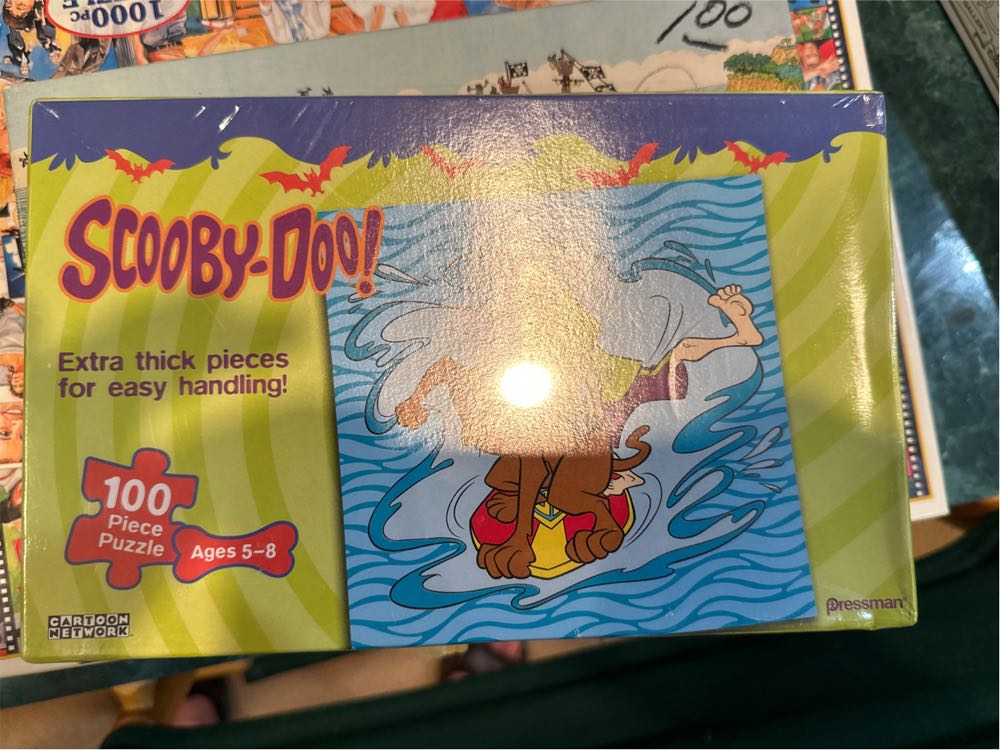 1000 PC
100
SCOOBY-DOO!
Extra thick pieces
for easy handling!
100
Piece
Puzzle
Ages 5-8
CARTOON
NETWORK
Pressman